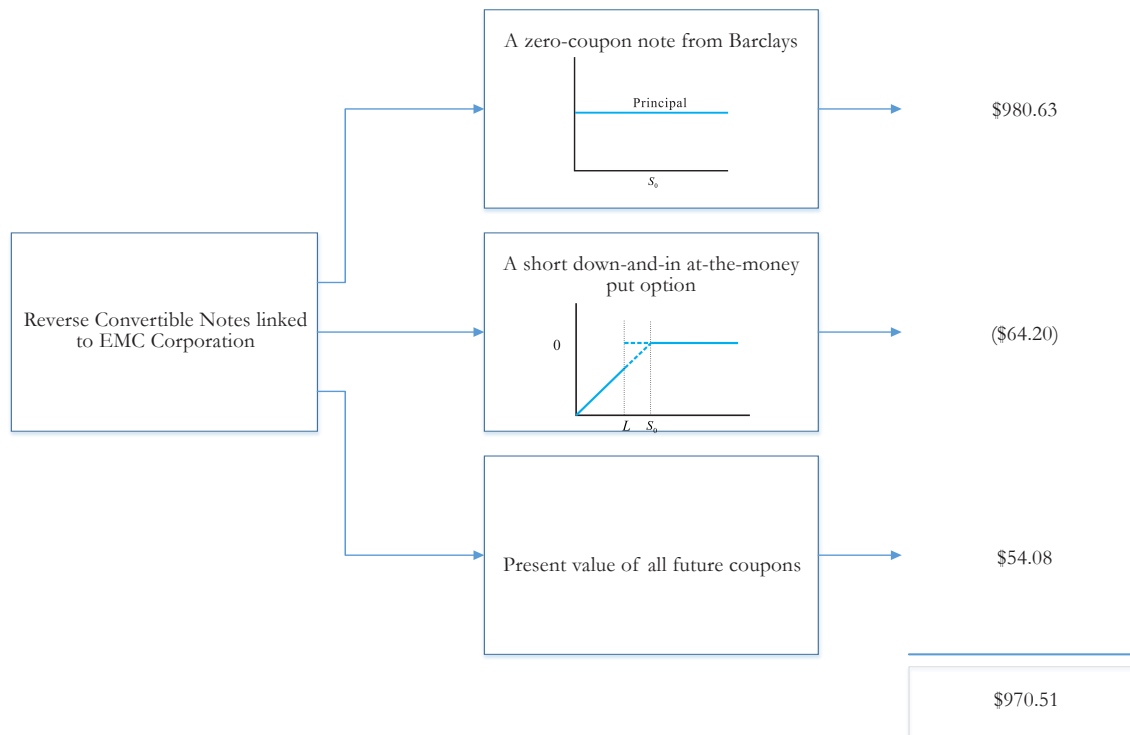 A zero-coupon note from Barclays
Principal
S₀
$980.63
Reverse Convertible Notes linked
to EMC Corporation
A short down-and-in at-the-money
put option
0
L S₀
($64.20)
Present value of all future coupons
$54.08
$970.51